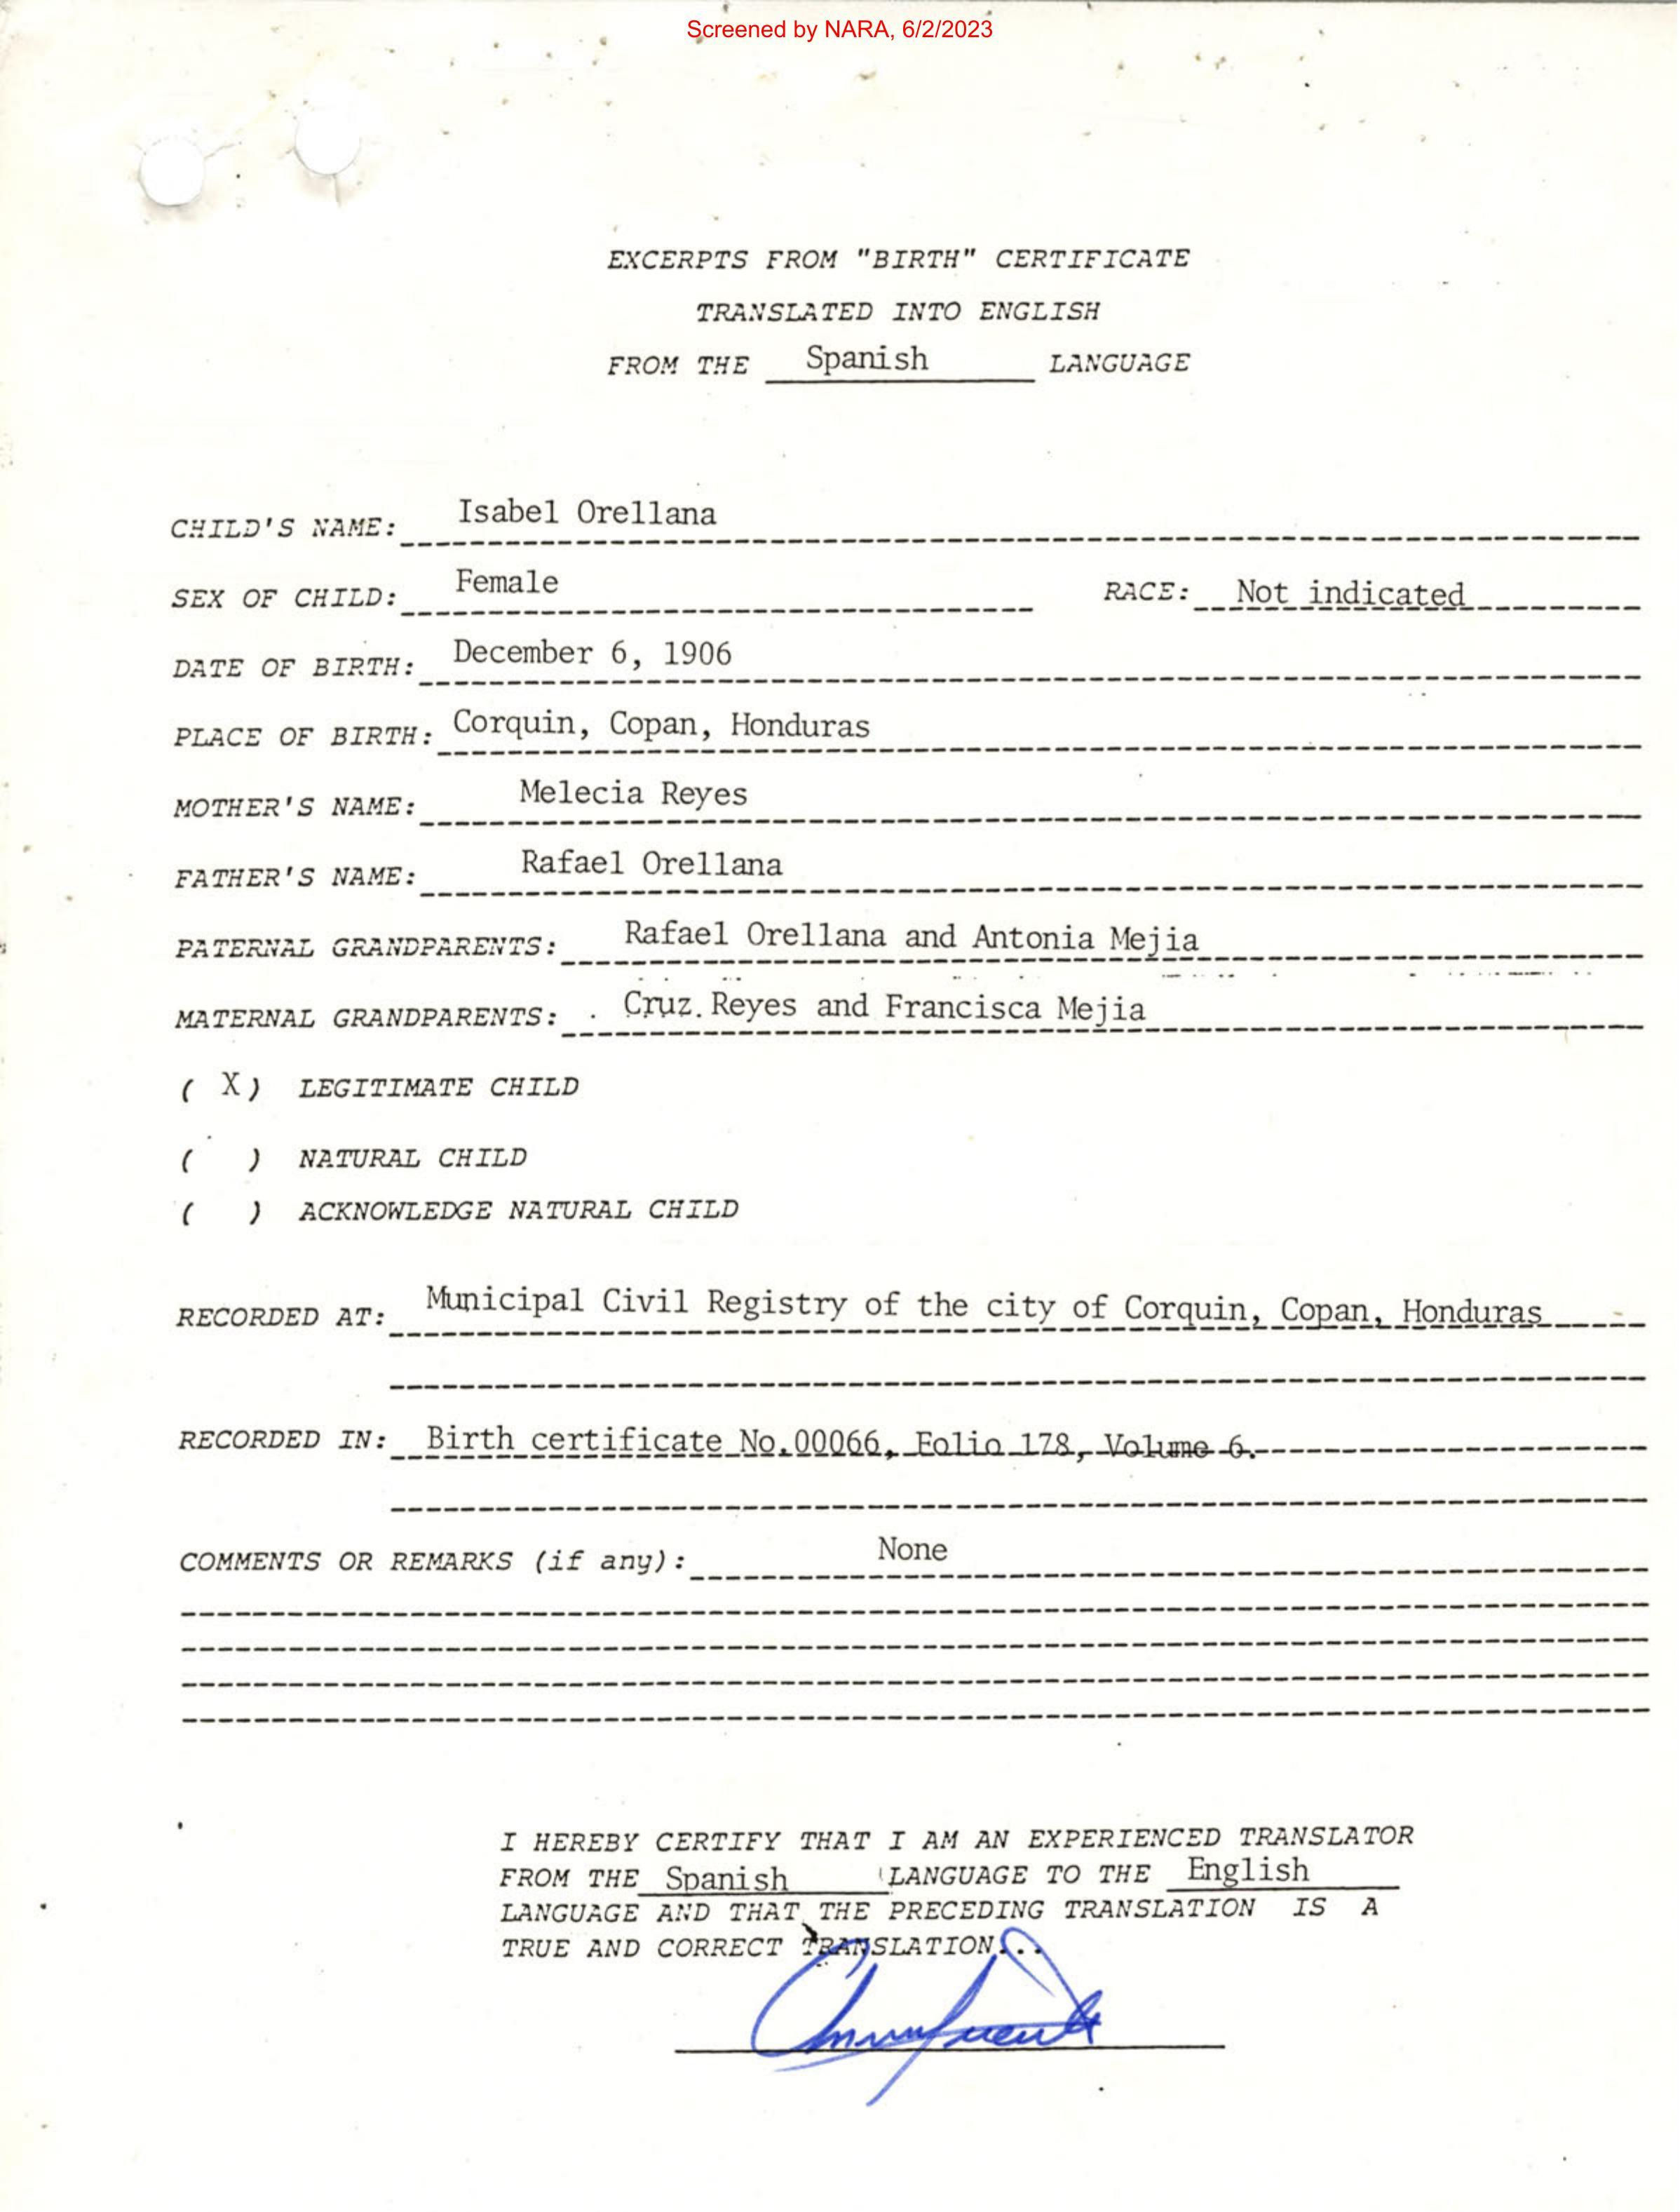 Screened by NARA, 6/2/2023
EXCERPTS FROM "BIRTH" CERTIFICATE
TRANSLATED INTO ENGLISH
FROM THE Spanish LANGUAGE
CHILD'S NAME: Isabel Orellana
SEX OF CHILD: Female RACE: Not indicated
DATE OF BIRTH: December 6, 1906
PLACE OF BIRTH: Corquin, Copan, Honduras
MOTHER'S NAME: Melecia Reyes
FATHER'S NAME: Rafael Orellana
PATERNAL GRANDPARENTS: Rafael Orellana and Antonia Mejia
MATERNAL GRANDPARENTS: Cruz Reyes and Francisca Mejia
( X ) LEGITIMATE CHILD
( ) NATURAL CHILD
( ) ACKNOWLEDGE NATURAL CHILD
RECORDED AT: Municipal Civil Registry of the city of Corquin, Copan, Honduras
RECORDED IN: Birth certificate No.00066, Folio 178, Volume 6.
COMMENTS OR REMARKS (if any): None
I HEREBY CERTIFY THAT I AM AN EXPERIENCED TRANSLATOR
FROM THE Spanish LANGUAGE TO THE English
LANGUAGE AND THAT THE PRECEDING TRANSLATION IS A
TRUE AND CORRECT TRANSLATION...